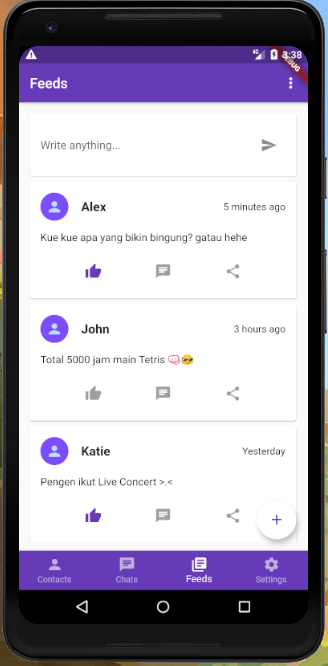 3:38
DEBUG
Feeds
Write anything...
Alex
5 minutes ago
Kue kue apa yang bikin bingung? gatau hehe
John
3 hours ago
Total 5000 jam main Tetris 👊😎
Katie
Yesterday
Pengen ikut Live Concert >.<
Contacts
Chats
Feeds
Settings